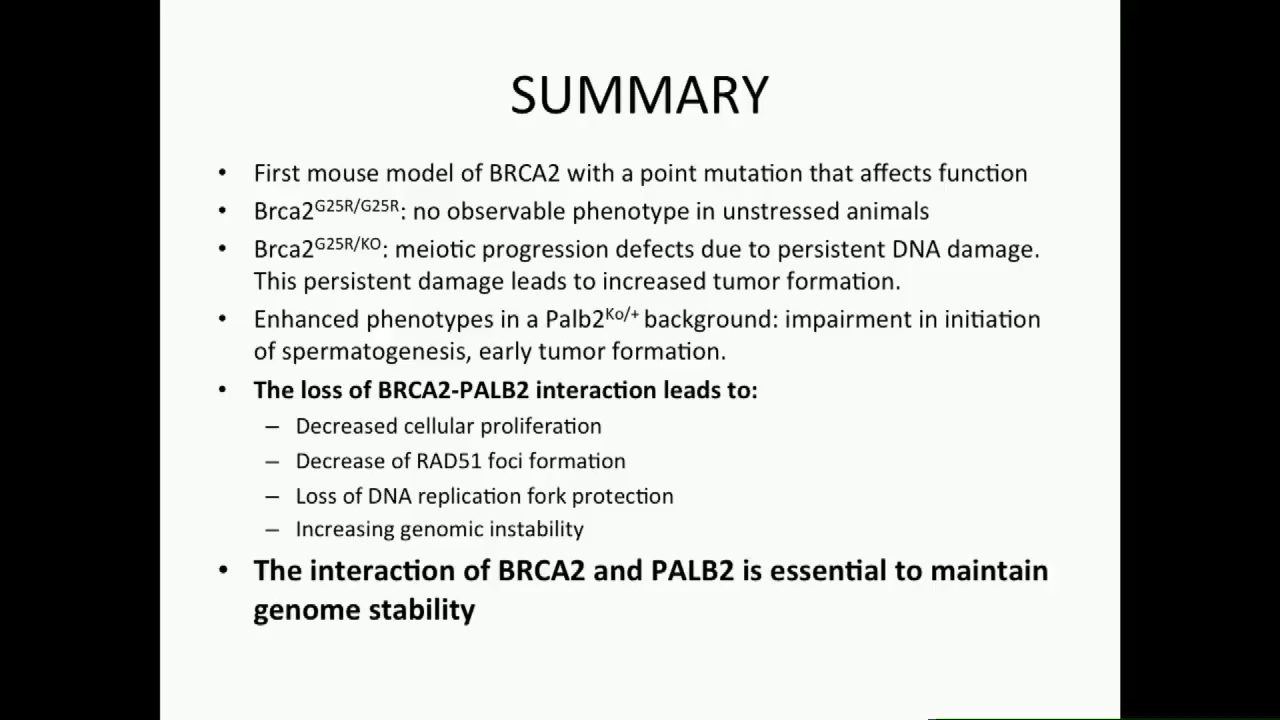 SUMMARY
• First mouse model of BRCA2 with a point mutation that affects function
• Brca2G25R/G25R: no observable phenotype in unstressed animals
• Brca2G25R/KO: meiotic progression defects due to persistent DNA damage.
This persistent damage leads to increased tumor formation.
• Enhanced phenotypes in a Palb2Ko/+ background: impairment in initiation
of spermatogenesis, early tumor formation.
• The loss of BRCA2-PALB2 interaction leads to:
– Decreased cellular proliferation
– Decrease of RAD51 foci formation
– Loss of DNA replication fork protection
– Increasing genomic instability
• The interaction of BRCA2 and PALB2 is essential to maintain
genome stability